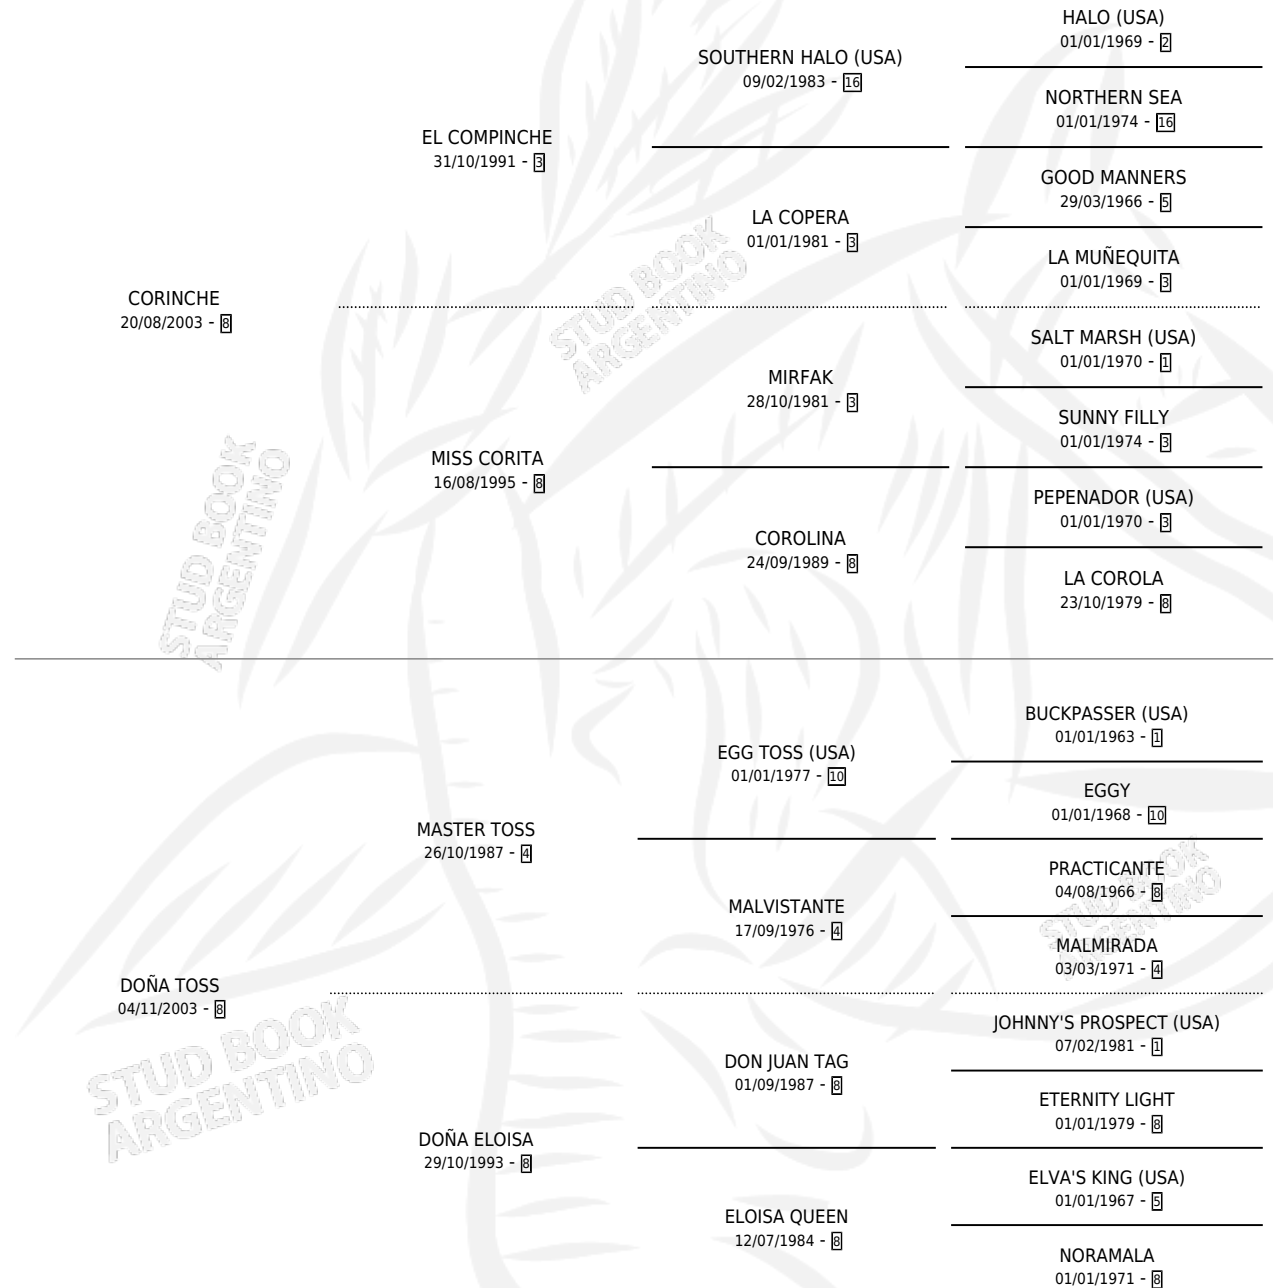 HALO (USA)
01/01/1969 - 2
SOUTHERN HALO (USA)
09/02/1983 - 16
NORTHERN SEA
01/01/1974 - 16
EL COMPINCHE
31/10/1991 - 3
GOOD MANNERS
29/03/1966 - 5
LA COPERA
01/01/1981 - 3
LA MUÑEQUITA
01/01/1969 - 3
CORINCHE
20/08/2003 - 8
STUD BOOK
ARGENTINO
SALT MARSH (USA)
01/01/1970 - 1
MIRFAK
28/10/1981 - 3
SUNNY FILLY
01/01/1974 - 3
MISS CORITA
16/08/1995 - 8
PEPENADOR (USA)
01/01/1970 - 3
COROLINA
24/09/1989 - 8
LA COROLA
23/10/1979 - 8
STUD BOOK
ARGENTINO
BUCKPASSER (USA)
01/01/1963 - 1
EGG TOSS (USA)
01/01/1977 - 10
EGGY
01/01/1968 - 10
MASTER TOSS
26/10/1987 - 4
PRACTICANTE
04/08/1966 - 8
MALVISTANTE
17/09/1976 - 4
STUD BOOK
ARGENTINO
MALMIRADA
03/03/1971 - 4
DOÑA TOSS
04/11/2003 - 8
JOHNNY'S PROSPECT (USA)
07/02/1981 - 1
DON JUAN TAG
01/09/1987 - 8
ETERNITY LIGHT
01/01/1979 - 8
STUD BOOK
ARGENTINO
DOÑA ELOISA
29/10/1993 - 8
ELVA'S KING (USA)
01/01/1967 - 5
ELOISA QUEEN
12/07/1984 - 8
NORAMALA
01/01/1971 - 8